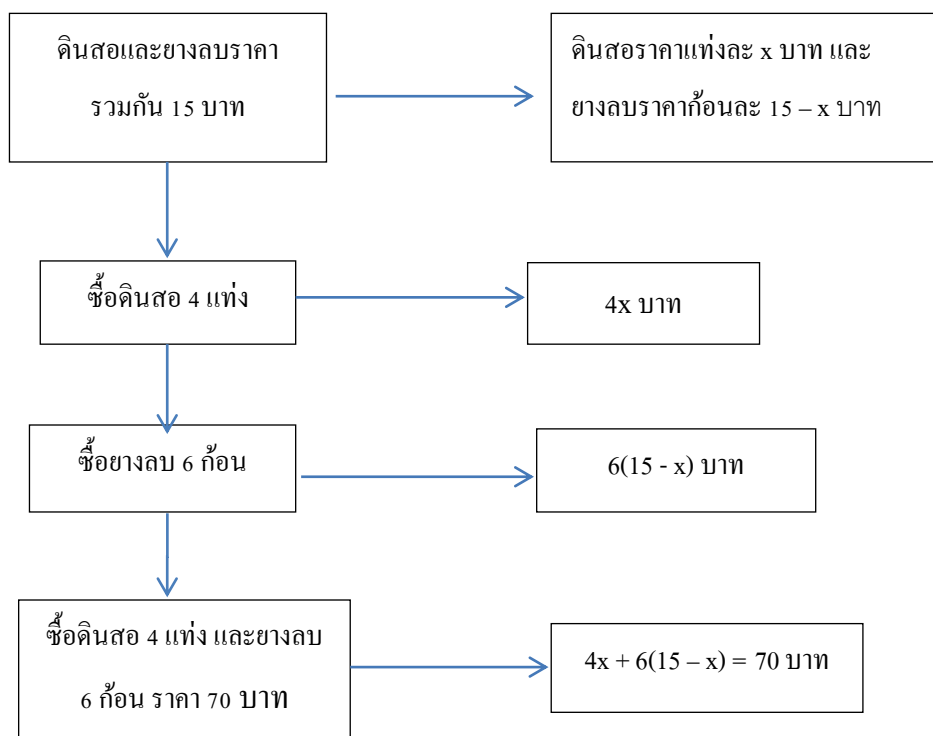 ดินสอและยางลบราคา
รวมกัน 15 บาท
ดินสอราคาแท่งละ x บาท และ
ยางลบราคาก้อนละ 15 – x บาท
ซื้อดินสอ 4 แท่ง
4x บาท
ซื้อยางลบ 6 ก้อน
6(15 - x) บาท
ซื้อดินสอ 4 แท่ง และยางลบ
6 ก้อน ราคา 70 บาท
4x + 6(15 – x) = 70 บาท